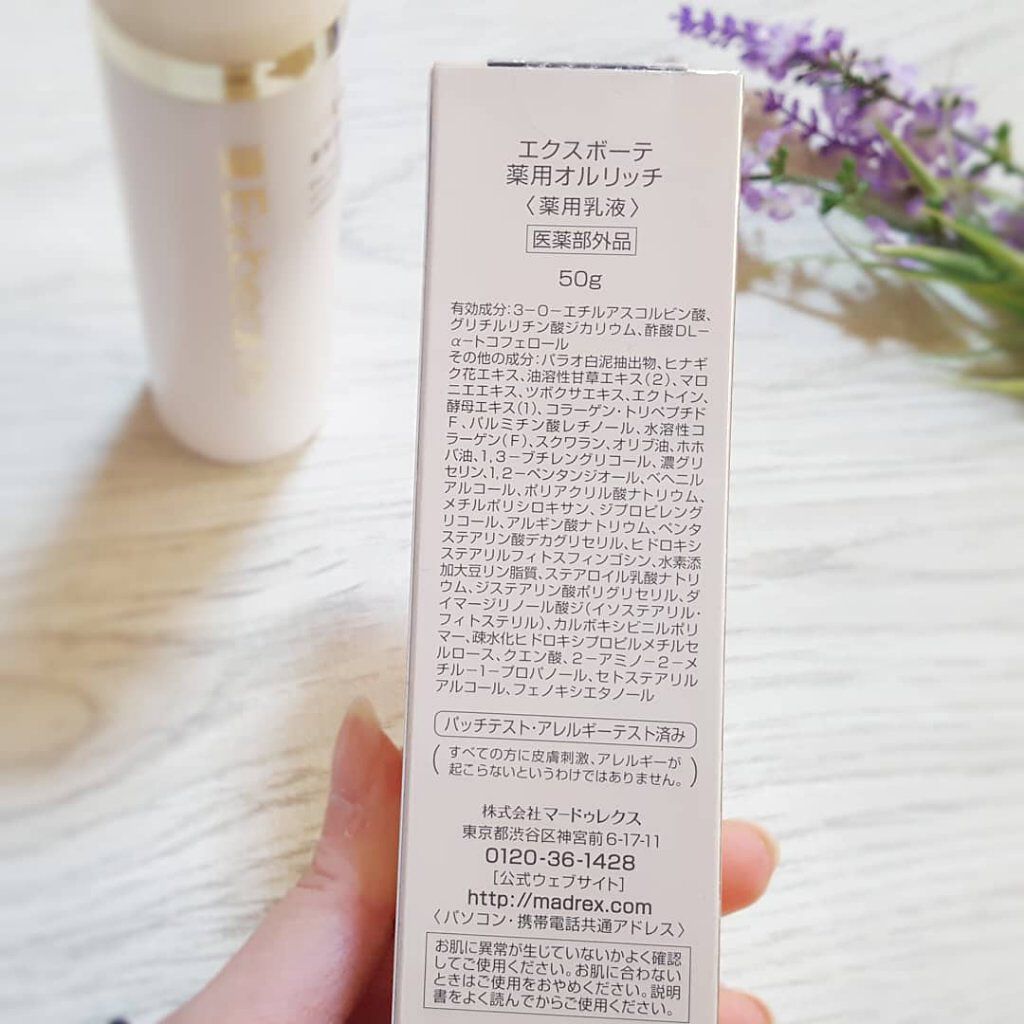 エクスボーテ
薬用オルリッチ
〈薬用乳液〉
医薬部外品
50g
有効成分：3-O-エチルアスコルビン酸、
グリチルリチン酸ジカリウム、酢酸DL-
α-トコフェロール
その他の成分：パラオ白泥抽出物、ヒナギ
ク花エキス、油溶性甘草エキス(2)、マロ
ニエエキス、ツボクサエキス、エクトイン、
酵母エキス(1)、コラーゲン・トリペプチド
F、パルミチン酸レチノール、水溶性コ
ラーゲン(F)、スクワラン、オリブ油、ホホ
バ油、1,3-ブチレングリコール、濃グリ
セリン、1,2-ペンタンジオール、ベヘニル
アルコール、ポリアクリル酸ナトリウム、
メチルポリシロキサン、ジプロピレング
リコール、アルギン酸ナトリウム、ペンタ
ステアリン酸デカグリセリル、ヒドロキシ
ステアリルフィトスフィンゴシン、水素添
加大豆リン脂質、ステアロイル乳酸ナトリ
ウム、ジステアリン酸ポリグリセリル、ダ
イマージリノール酸ジ(イソステアリル・
フィトステリル)、カルボキシビニルポリ
マー、疎水化ヒドロキシプロピルメチルセ
ルロース、クエン酸、2-アミノ-2-メ
チル-1-プロパノール、セトステアリル
アルコール、フェノキシエタノール
パッチテスト・アレルギーテスト済み
(すべての方に皮膚刺激、アレルギーが
起こらないというわけではありません。)
株式会社マードゥレクス
東京都渋谷区神宮前6-17-11
0120-36-1428
[公式ウェブサイト]
http://madrex.com
〈パソコン・携帯電話共通アドレス〉
お肌に異常が生じていないかよく確認
してご使用ください。お肌に合わない
ときはご使用をおやめください。説明
書をよく読んでからご使用ください。